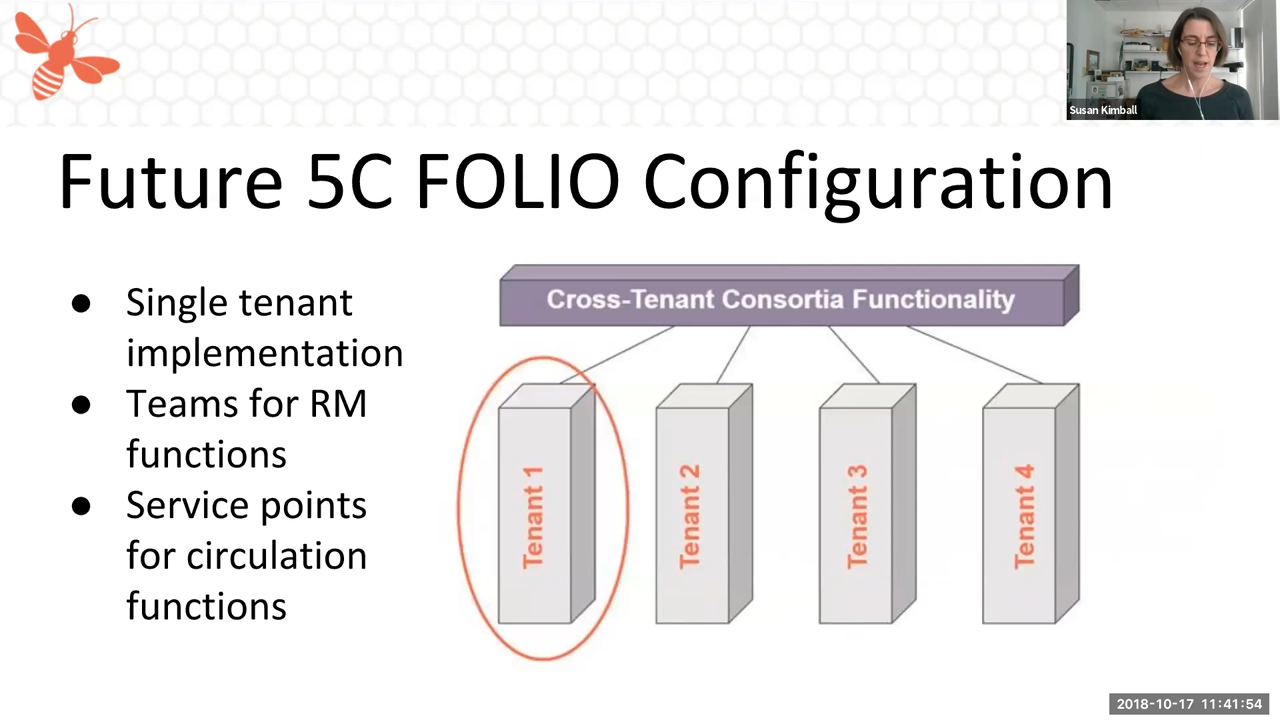 Susan Kimball
Future 5C FOLIO Configuration
● Single tenant
implementation
● Teams for RM
functions
● Service points
for circulation
functions
Cross-Tenant Consortia Functionality
Tenant 1
Tenant 2
Tenant 3
Tenant 4
2018-10-17 11:41:54